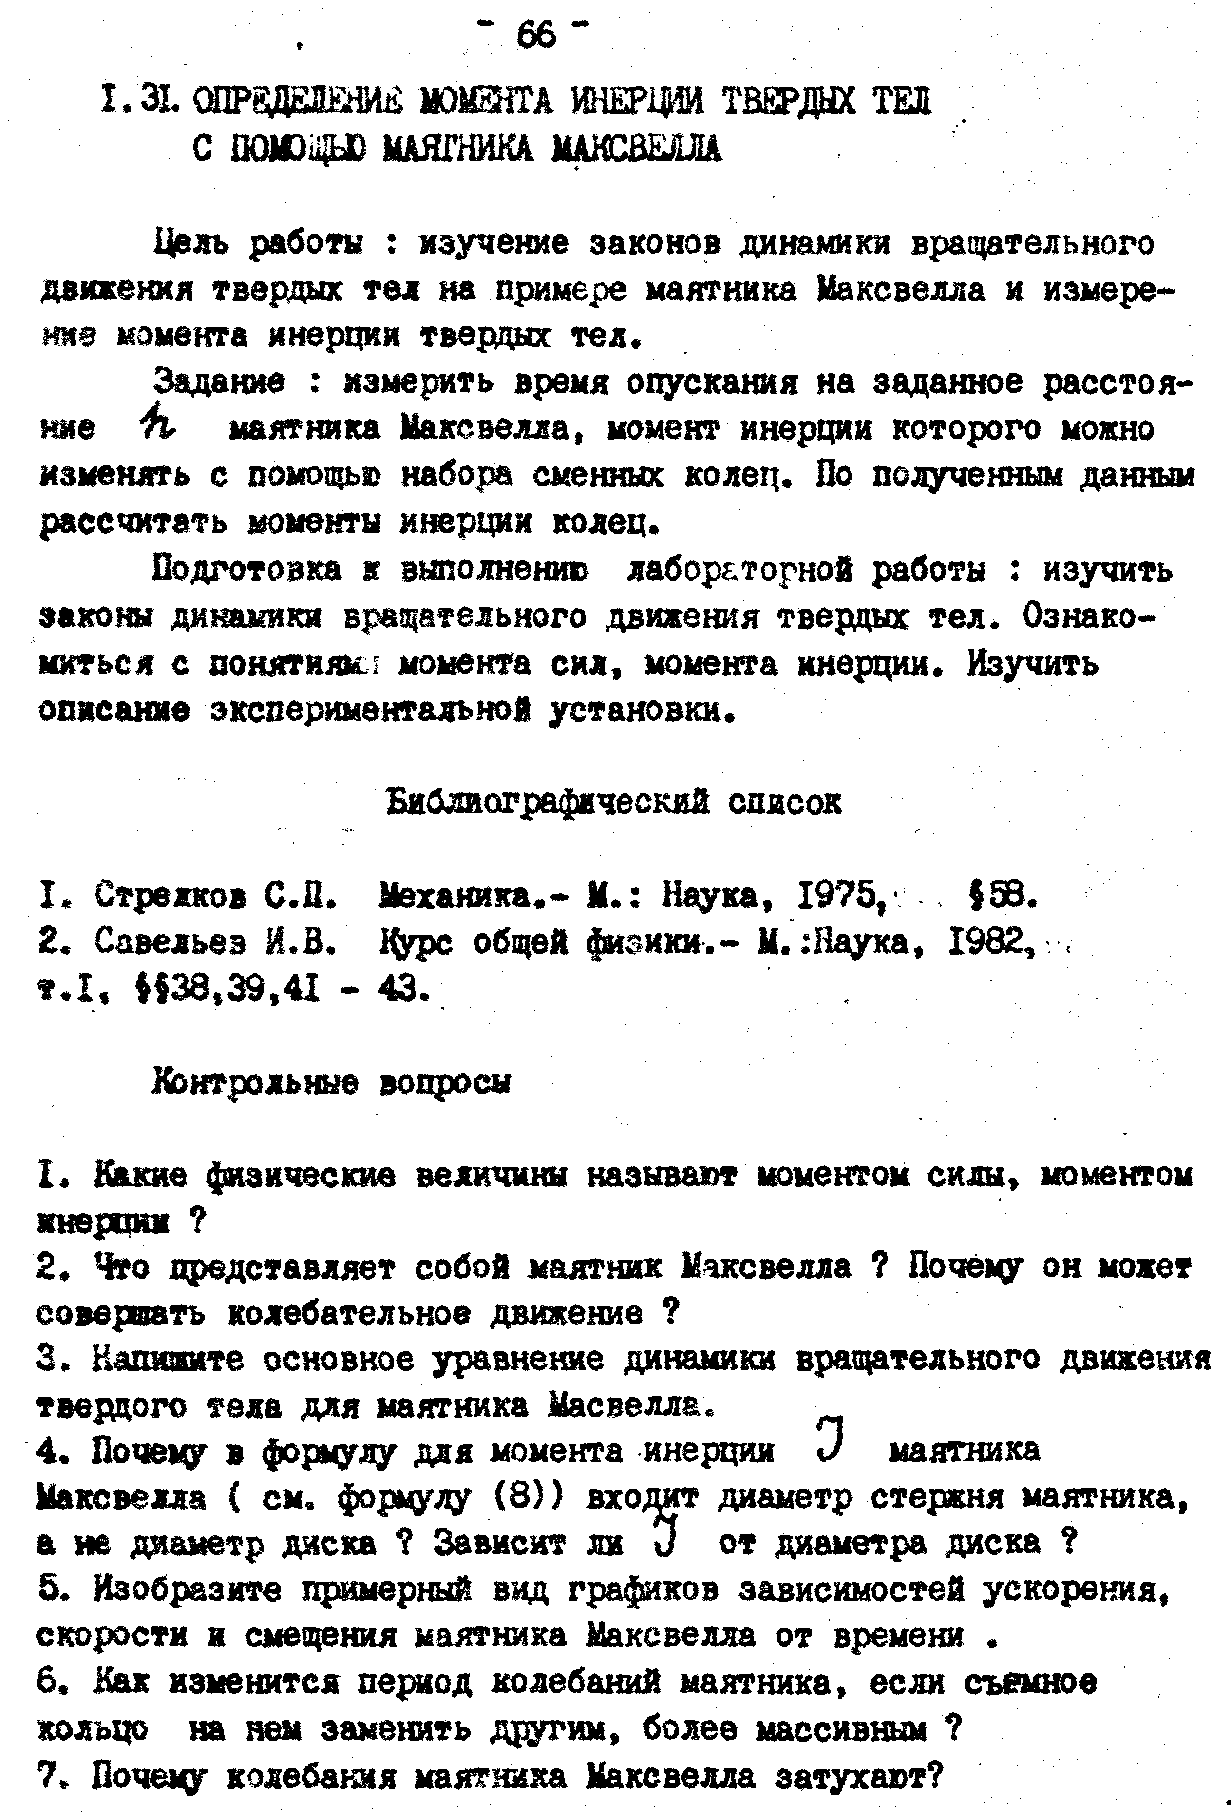 - 66 -
I.3I. ОПРЕДЕЛЕНИЕ МОМЕНТА ИНЕРЦИИ ТВЕРДЫХ ТЕЛ
С ПОМОЩЬЮ МАЯТНИКА МАКСВЕЛЛА
Цель работы : изучение законов динамики вращательного
движения твердых тел на примере маятника Максвелла и измере-
ние момента инерции твердых тел.
Задание : измерить время опускания на заданное расстоя-
ние h маятника Максвелла, момент инерции которого можно
изменять с помощью набора сменных колец. По полученным данным
рассчитать моменты инерции колец.
Подготовка к выполнению лабораторной работы : изучить
законы динамики вращательного движения твердых тел. Ознако-
миться с понятиями момента сил, момента инерции. Изучить
описание экспериментальной установки.
Библиографический список
I. Стрелков С.П. Механика.- М.: Наука, I975, §58.
2. Савельев И.В. Курс общей физики.- М.:Наука, I982,
т.I, §§38,39,4I - 43.
Контрольные вопросы
I. Какие физические величины называют моментом силы, моментом
инерции ?
2. Что представляет собой маятник Максвелла ? Почему он может
совершать колебательное движение ?
3. Напишите основное уравнение динамики вращательного движения
твердого тела для маятника Масвелла.
4. Почему в формулу для момента инерции J маятника
Максвелла ( см. формулу (8)) входит диаметр стержня маятника,
а не диаметр диска ? Зависит ли J от диаметра диска ?
5. Изобразите примерный вид графиков зависимостей ускорения,
скорости и смещения маятника Максвелла от времени .
6. Как изменится период колебаний маятника, если съемное
кольцо на нем заменить другим, более массивным ?
7. Почему колебания маятника Максвелла затухают?